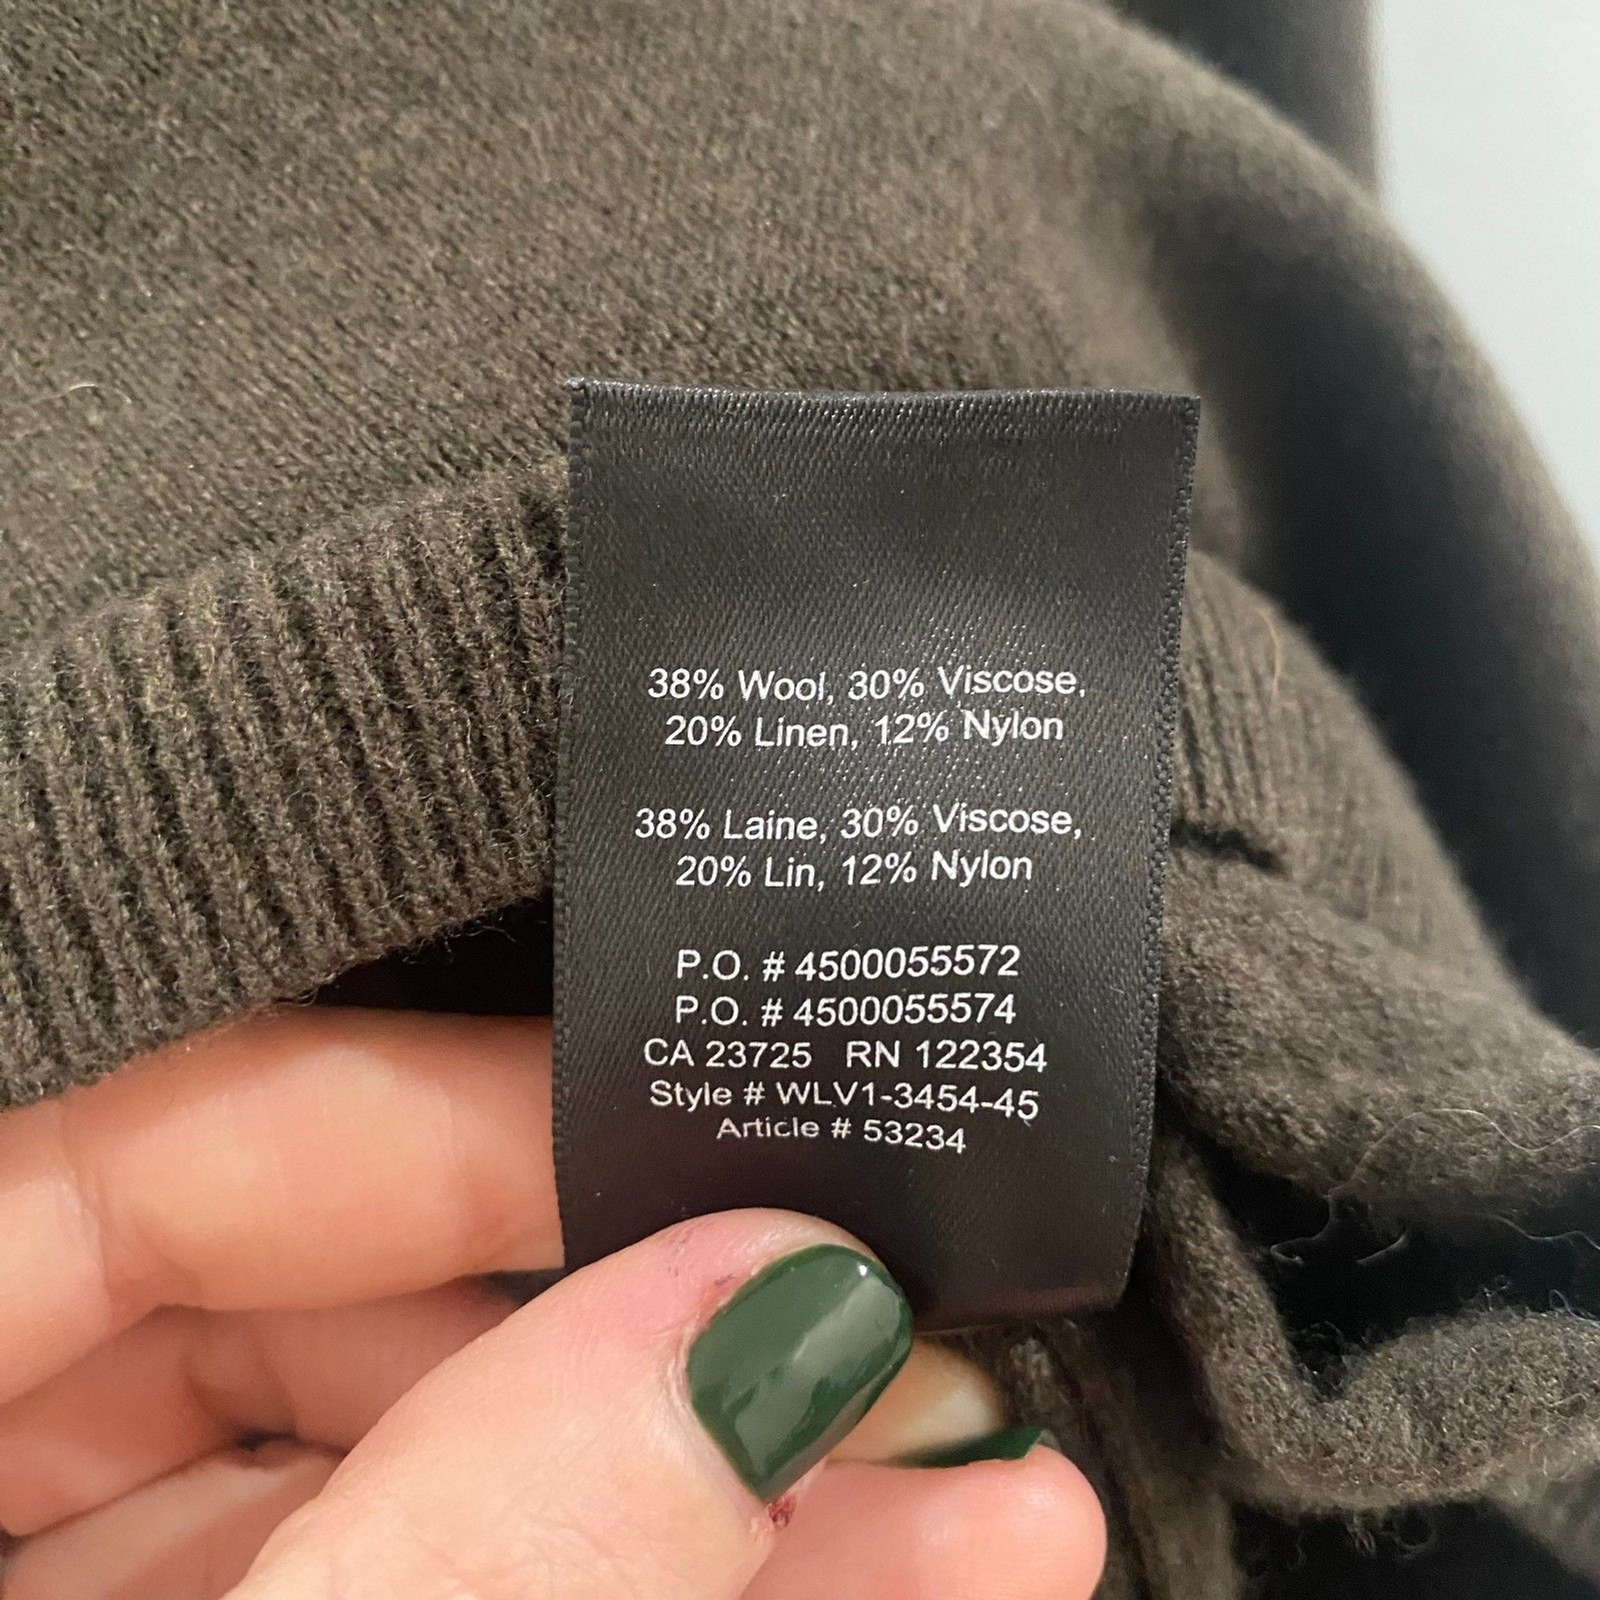 38% Wool, 30% Viscose,
20% Linen, 12% Nylon
38% Laine, 30% Viscose,
20% Lin, 12% Nylon
P.O. # 4500055572
P.O. # 4500055574
CA 23725 RN 122354
Style # WLV1-3454-45
Article # 53234